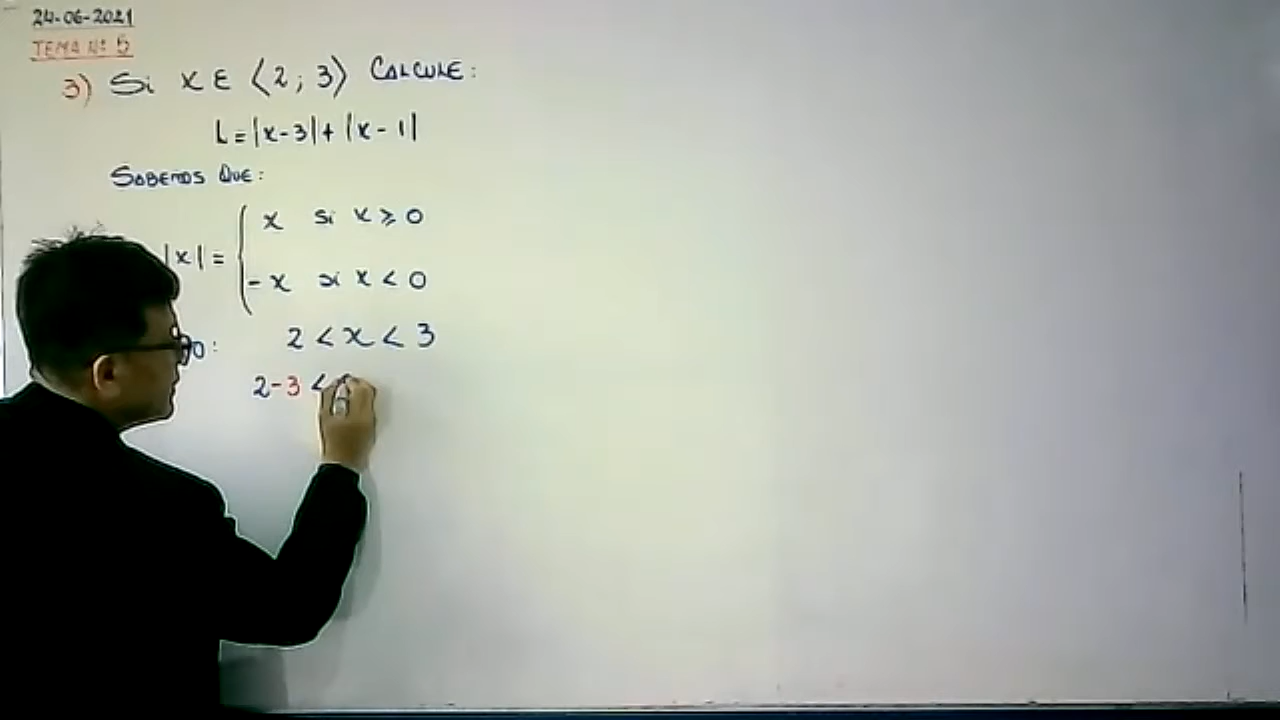 24-06-2021
TEMA Nº 5
3) Si x ∈ ⟨2; 3⟩ CALCULE:
L = |x-3| + |x-1|
SABEMOS QUE:
|x| = { x si x ≥ 0
-x si x < 0
2 < x < 3
2-3 <